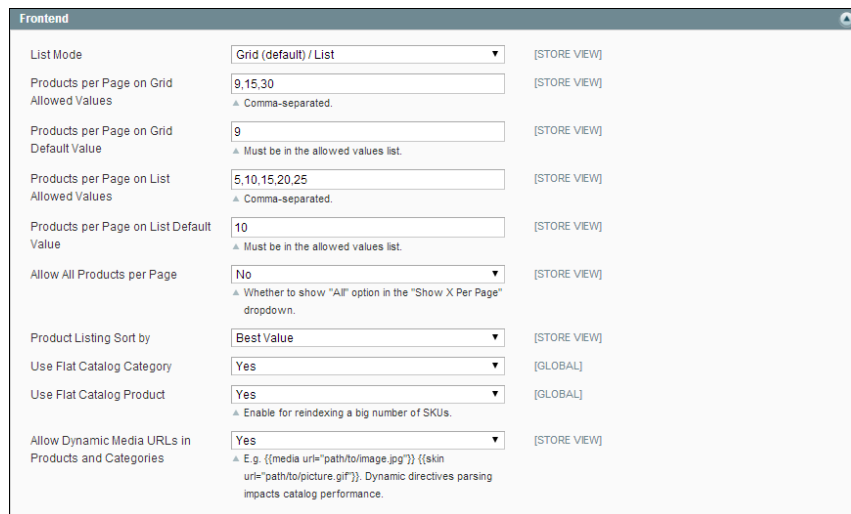 Frontend
List Mode Grid (default) / List [STORE VIEW]
Products per Page on Grid 9,15,30 [STORE VIEW]
Allowed Values
Comma-separated.
Products per Page on Grid 9 [STORE VIEW]
Default Value
Must be in the allowed values list.
Products per Page on List 5,10,15,20,25 [STORE VIEW]
Allowed Values
Comma-separated.
Products per Page on List Default 10 [STORE VIEW]
Value
Must be in the allowed values list.
Allow All Products per Page No [STORE VIEW]
Whether to show "All" option in the "Show X Per Page"
dropdown.
Product Listing Sort by Best Value [STORE VIEW]
Use Flat Catalog Category Yes [GLOBAL]
Use Flat Catalog Product Yes [GLOBAL]
Enable for reindexing a big number of SKUs.
Allow Dynamic Media URLs in Yes [STORE VIEW]
Products and Categories
E.g. {{media url="path/to/image.jpg"}} {{skin
url="path/to/picture.gif"}}. Dynamic directives parsing
impacts catalog performance.